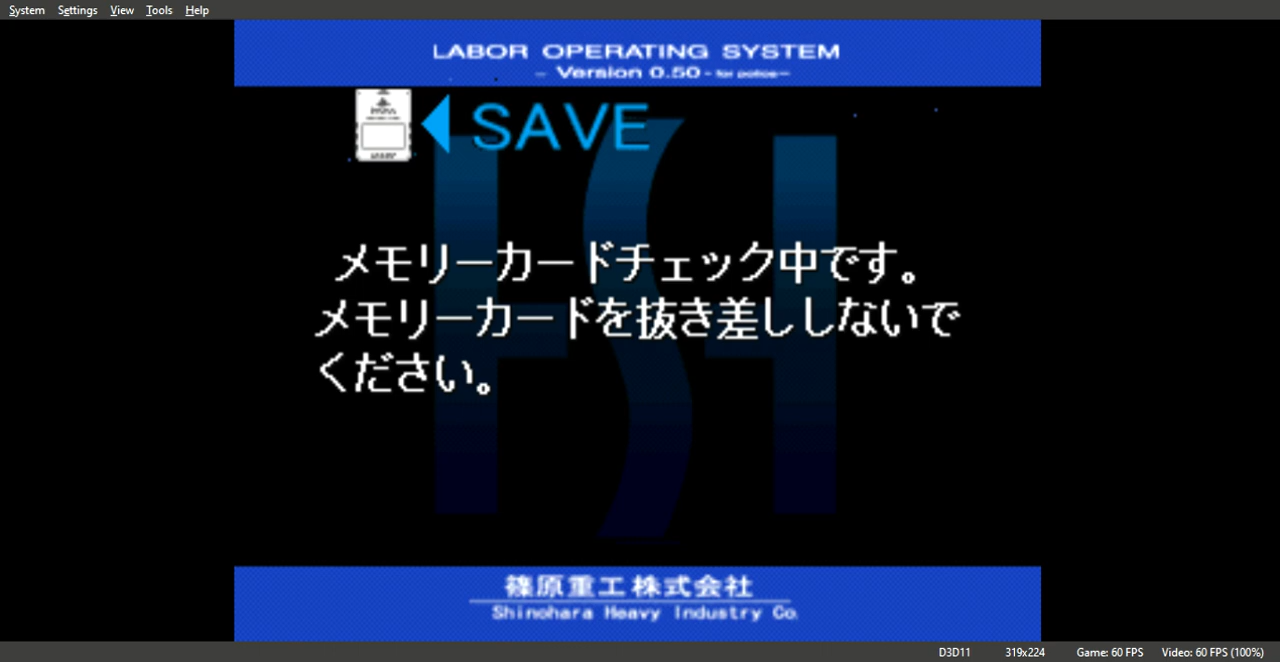 System Settings View Tools Help
LABOR OPERATING SYSTEM
- Version 0.50 - for police -
SAVE
メモリーカードチェック中です。
メモリーカードを抜き差ししないで
ください。
篠原重工株式会社
Shinohara Heavy Industry Co.
D3D11 319x224 Game: 60 FPS Video: 60 FPS (100%)